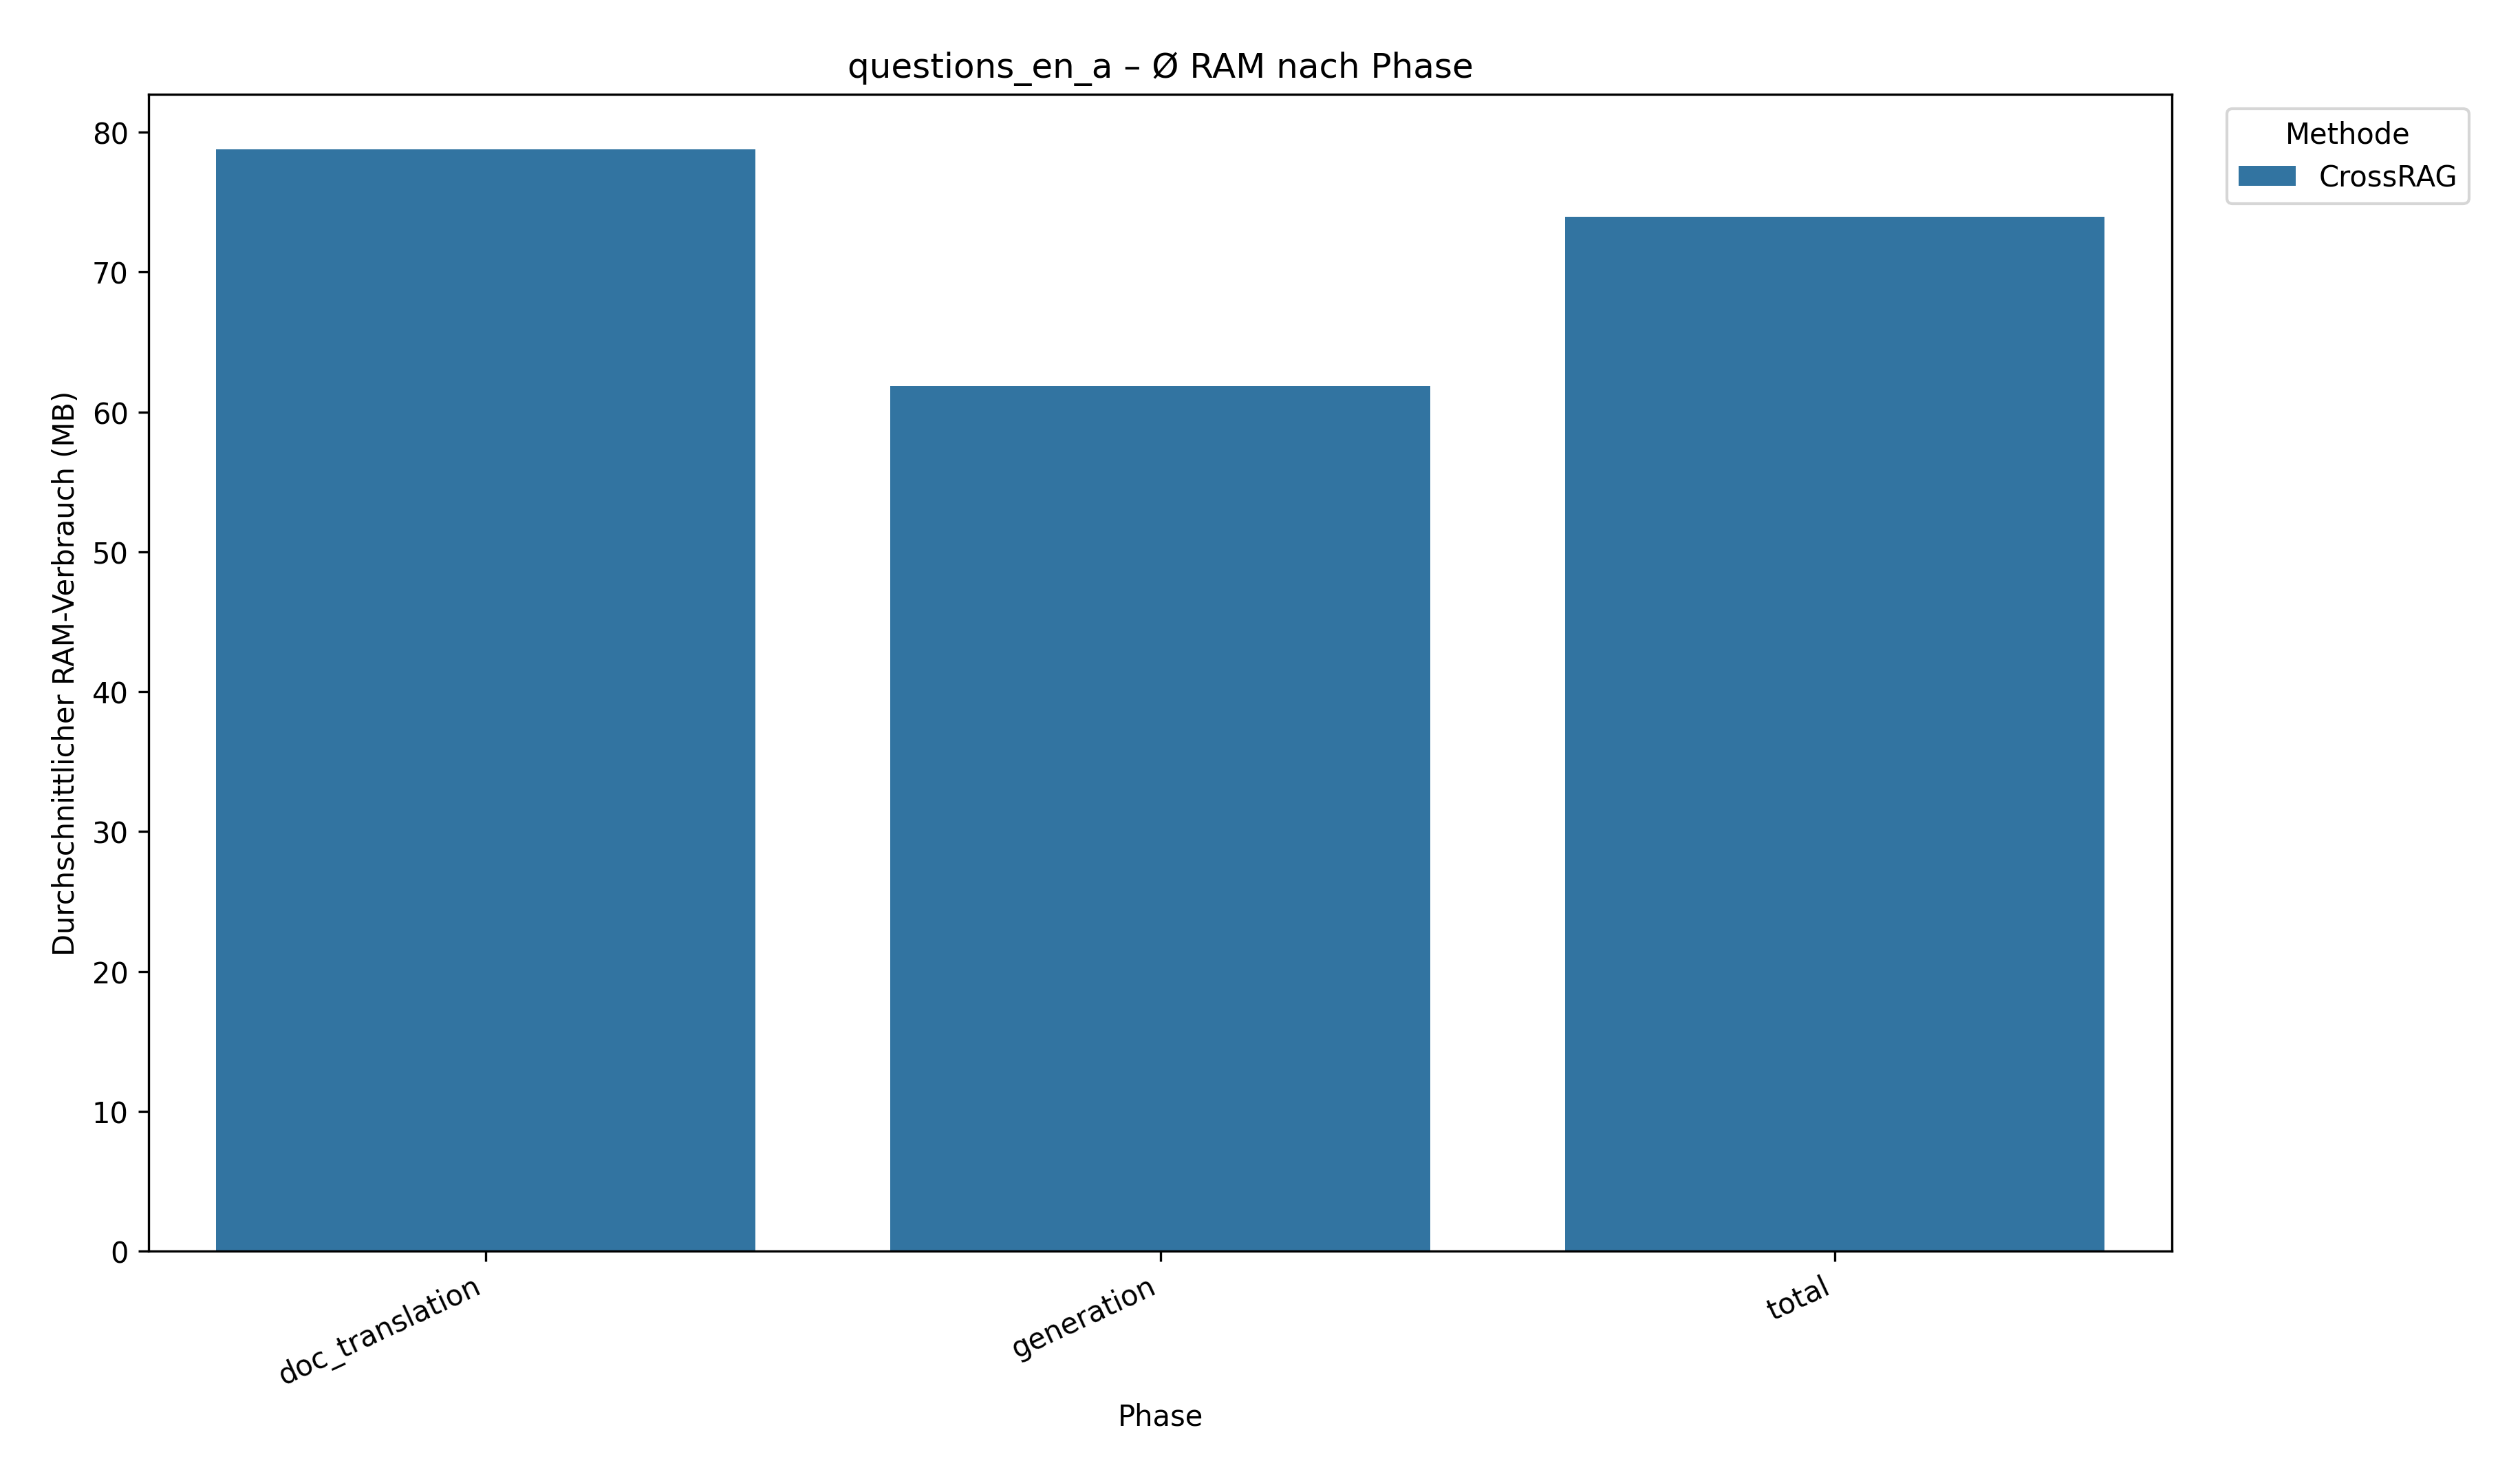 questions_en_a – Ø RAM nach Phase
Methode
CrossRAG
Durchschnittlicher RAM-Verbrauch (MB)
80
70
60
50
40
30
20
10
0
doc_translation
generation
total
Phase